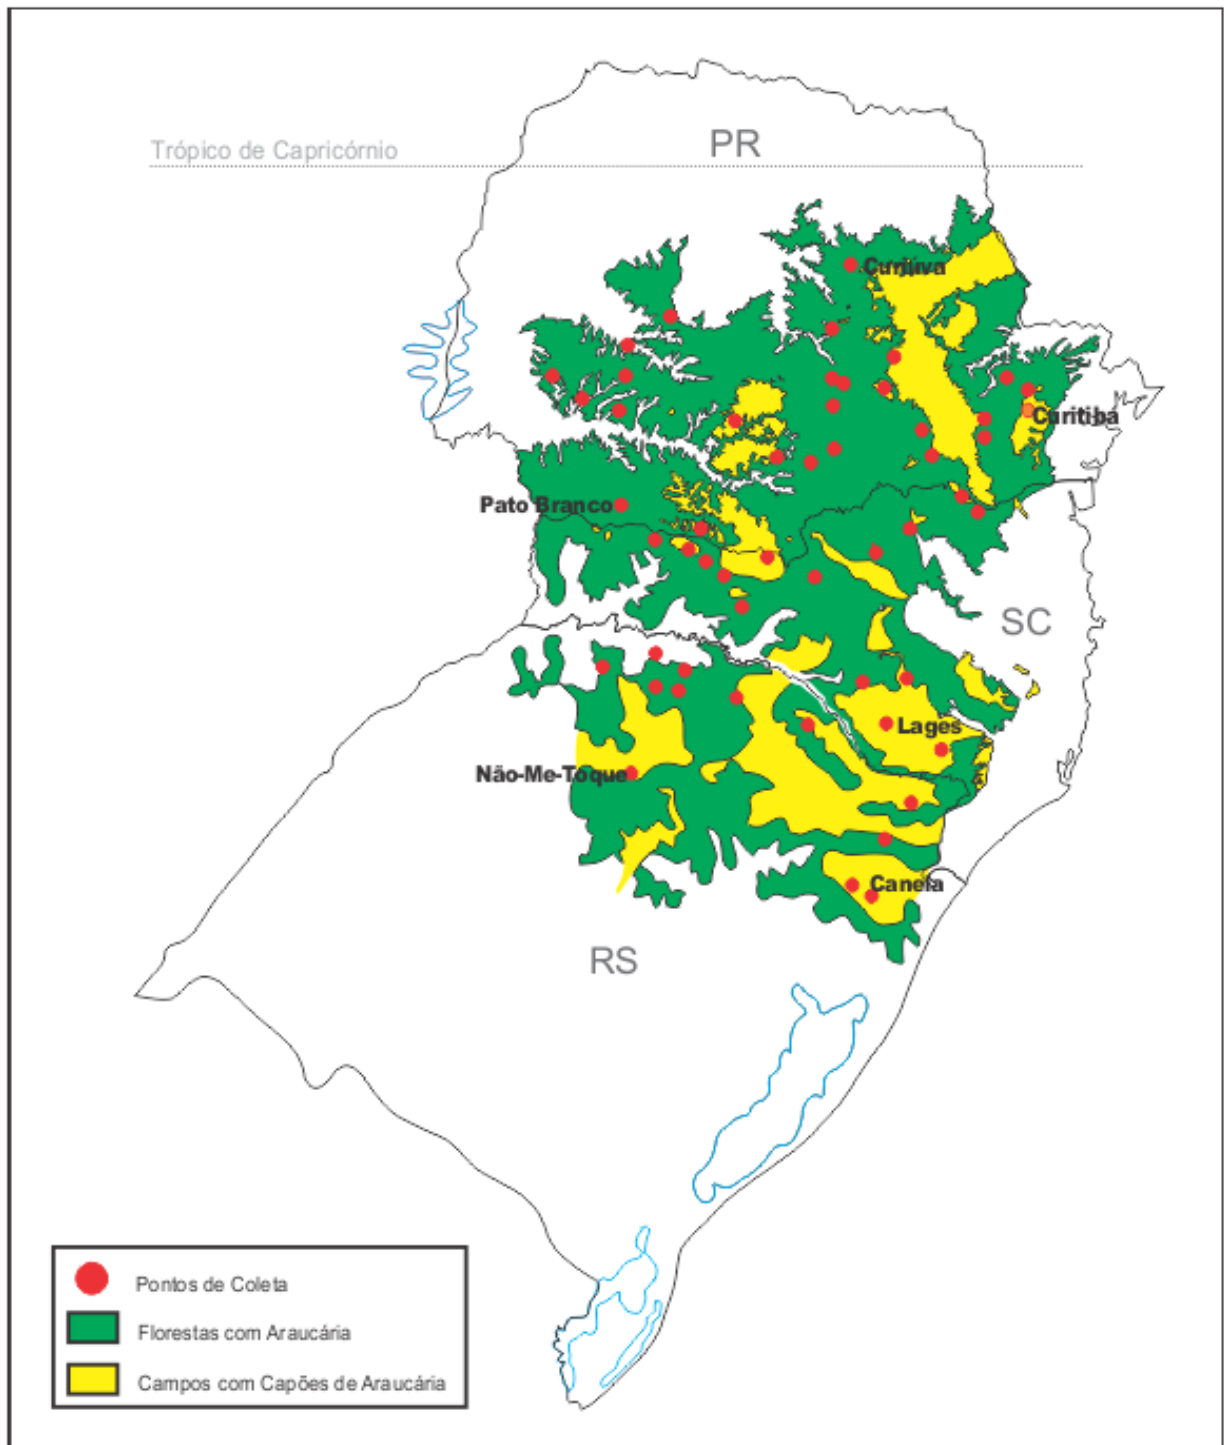 PR
Trópico de Capricórnio
Curiúva
Curitiba
Pato Branco
SC
Lages
Não-Me-Toque
Canela
RS
Pontos de Coleta
Florestas com Araucária
Campos com Capões de Araucária